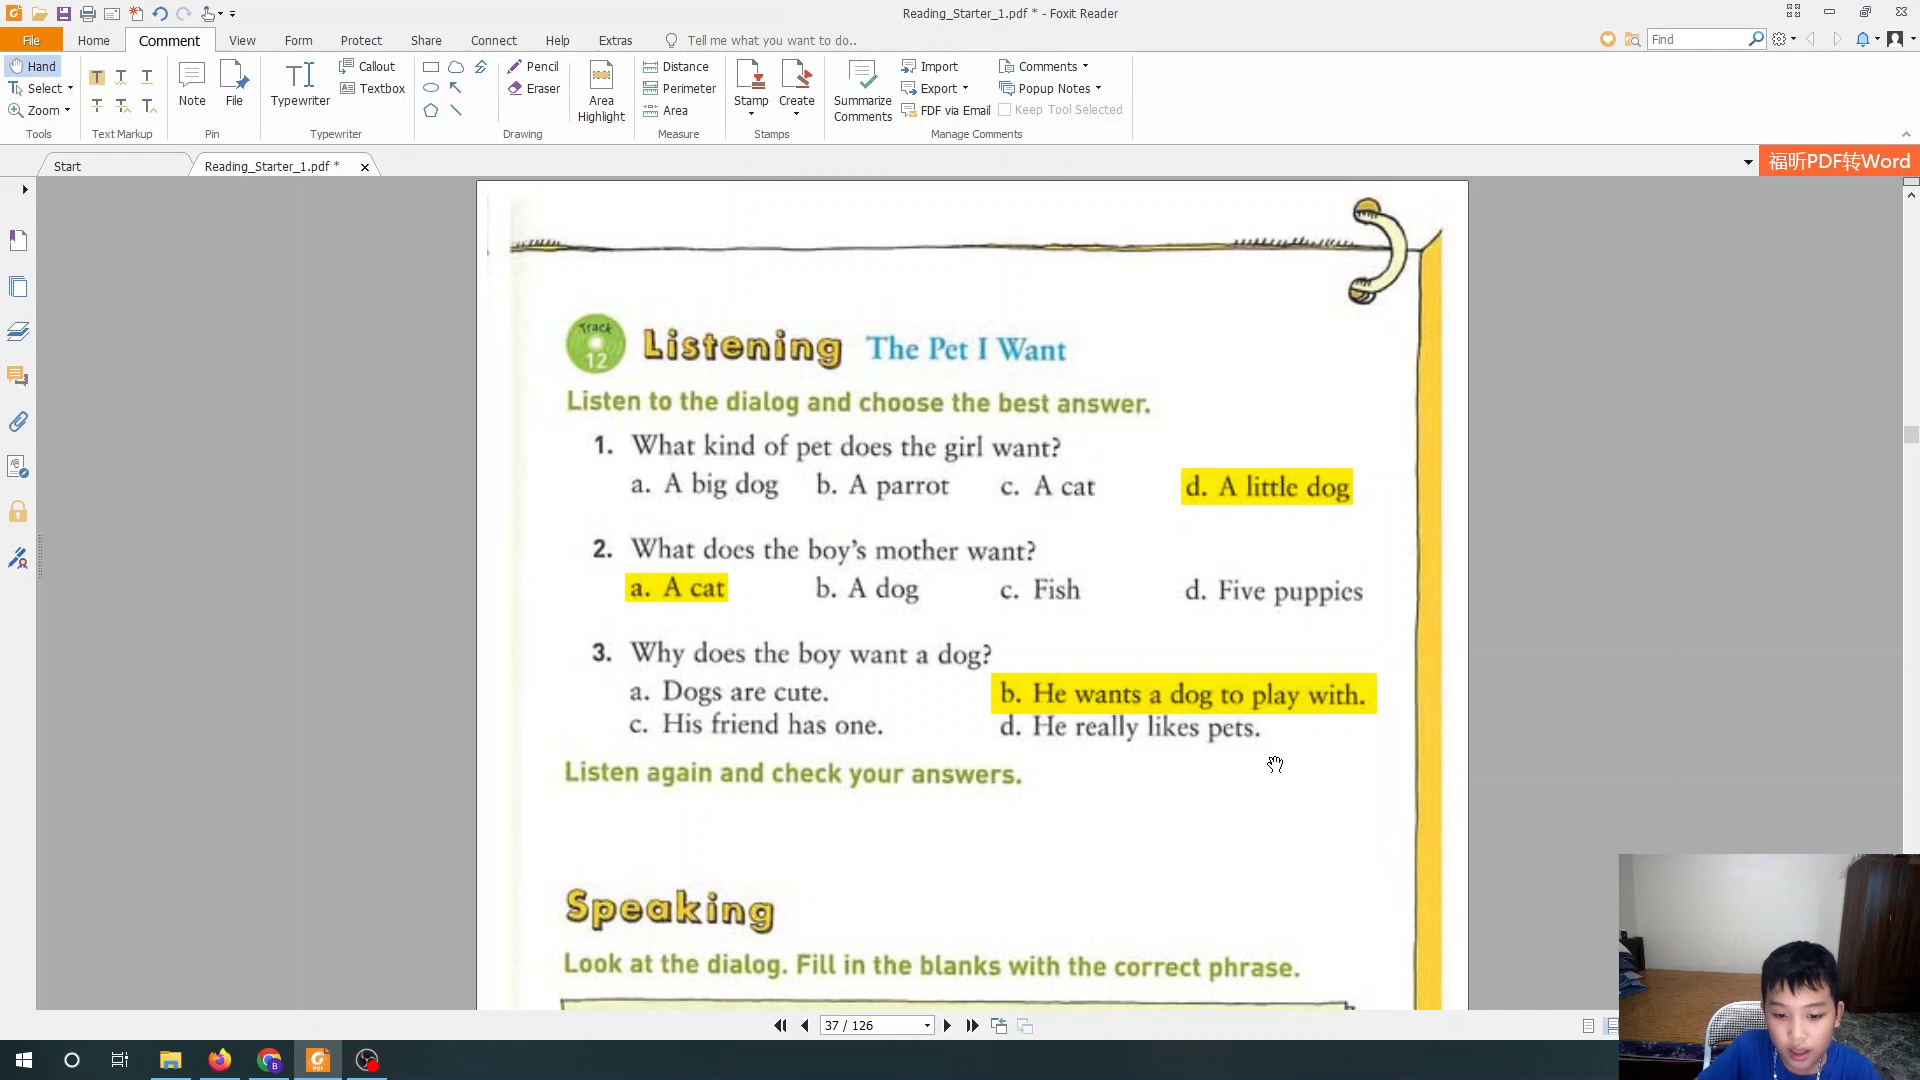 Reading_Starter_1.pdf * - Foxit Reader
File Home Comment View Form Protect Share Connect Help Extras Tell me what you want to do.. Find
Hand
Select
Zoom
Tools
Text Markup
Note
File
Pin
Typewriter
Callout
Textbox
Typewriter
Pencil
Eraser
Drawing
Area
Highlight
Distance
Perimeter
Area
Measure
Stamp
Create
Stamps
Summarize
Comments
Import
Export
FDF via Email
Comments
Popup Notes
Keep Tool Selected
Manage Comments
Start
Reading_Starter_1.pdf *
福昕PDF转Word
Track
12
Listening The Pet I Want
Listen to the dialog and choose the best answer.
1. What kind of pet does the girl want?
a. A big dog b. A parrot c. A cat d. A little dog
2. What does the boy's mother want?
a. A cat b. A dog c. Fish d. Five puppies
3. Why does the boy want a dog?
a. Dogs are cute. b. He wants a dog to play with.
c. His friend has one. d. He really likes pets.
Listen again and check your answers.
Speaking
Look at the dialog. Fill in the blanks with the correct phrase.
37 / 126